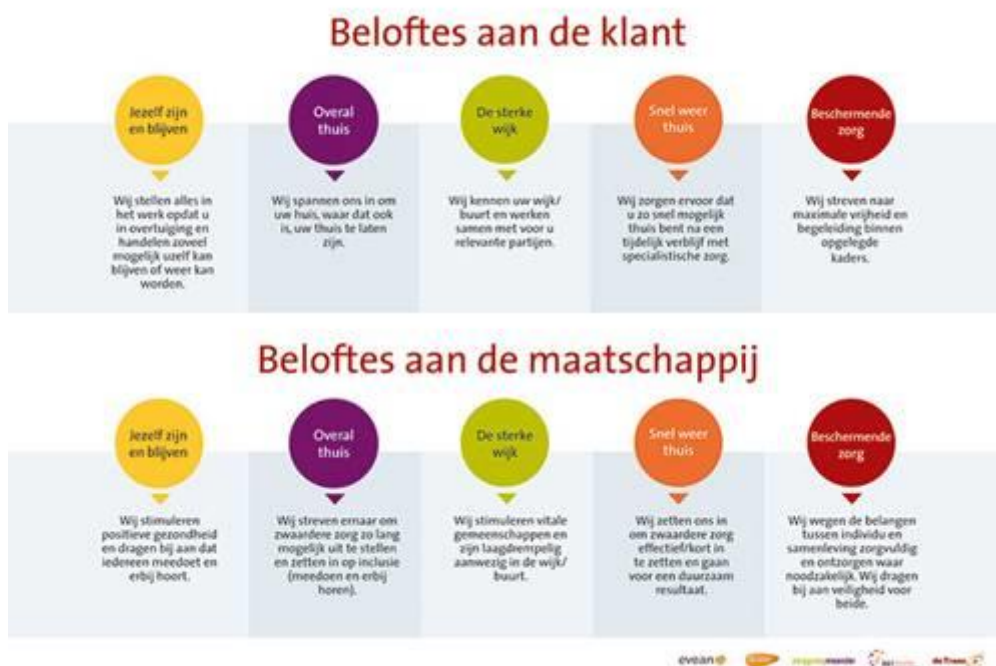 Beloftes aan de klant
Jezelf zijn
en blijven
Overal
thuis
De sterke
wijk
Snel weer
thuis
Beschermende
zorg
Wij stellen alles in
het werk opdat u
in overtuiging en
handelen zoveel
mogelijk uzelf kan
blijven of weer kan
worden.
Wij spannen ons in om
uw huis, waar dat ook
is, uw thuis te laten
zijn.
Wij kennen uw wijk/
buurt en werken
samen met voor u
relevante partijen.
Wij zorgen ervoor dat
u zo snel mogelijk
thuis bent na een
tijdelijk verblijf met
specialistische zorg.
Wij streven naar
maximale vrijheid en
begeleiding binnen
opgelegde
kaders.
Beloftes aan de maatschappij
Jezelf zijn
en blijven
Overal
thuis
De sterke
wijk
Snel weer
thuis
Beschermende
zorg
Wij stimuleren
positieve gezondheid
en dragen bij aan dat
iedereen meedoet en
erbij hoort.
Wij streven ernaar om
zwaardere zorg zo lang
mogelijk uit te stellen
en zetten in op inclusie
(meedoen en erbij
horen).
Wij stimuleren vitale
gemeenschappen en
zijn laagdrempelig
aanwezig in de wijk/
buurt.
Wij zetten ons in
om zwaardere zorg
effectief/kort in
te zetten en gaan
voor een duurzaam
resultaat.
Wij wegen de belangen
tussen individu en
samenleving zorgvuldig
en ontzorgen waar
noodzakelijk. Wij dragen
bij aan veiligheid voor
beide.
evean